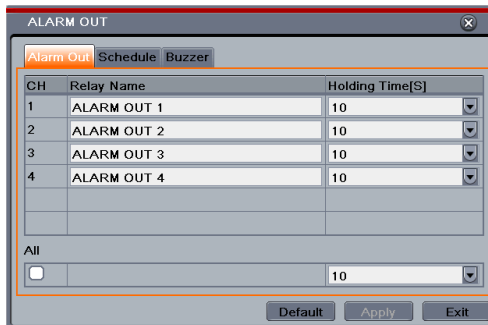 ALARM OUT
Alarm Out Schedule Buzzer
CH Relay Name Holding Time[S]
1 ALARM OUT 1 10
2 ALARM OUT 2 10
3 ALARM OUT 3 10
4 ALARM OUT 4 10
All
10
Default Apply Exit